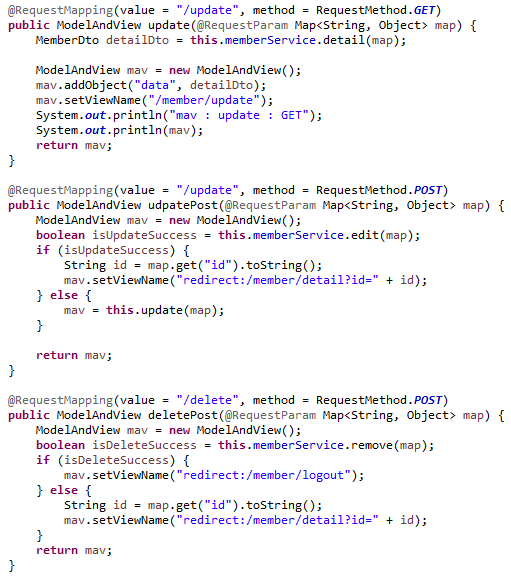 @RequestMapping(value = "/update", method = RequestMethod.GET)
public ModelAndView update(@RequestParam Map<String, Object> map) {
    MemberDto detailDto = this.memberService.detail(map);

    ModelAndView mav = new ModelAndView();
    mav.addObject("data", detailDto);
    mav.setViewName("/member/update");
    System.out.println("mav : update : GET");
    System.out.println(mav);
    return mav;
}

@RequestMapping(value = "/update", method = RequestMethod.POST)
public ModelAndView udpatePost(@RequestParam Map<String, Object> map) {
    ModelAndView mav = new ModelAndView();
    boolean isUpdateSuccess = this.memberService.edit(map);
    if (isUpdateSuccess) {
        String id = map.get("id").toString();
        mav.setViewName("redirect:/member/detail?id=" + id);
    } else {
        mav = this.update(map);
    }

    return mav;
}

@RequestMapping(value = "/delete", method = RequestMethod.POST)
public ModelAndView deletePost(@RequestParam Map<String, Object> map) {
    ModelAndView mav = new ModelAndView();
    boolean isDeleteSuccess = this.memberService.remove(map);
    if (isDeleteSuccess) {
        mav.setViewName("redirect:/member/logout");
    } else {
        String id = map.get("id").toString();
        mav.setViewName("redirect:/member/detail?id=" + id);
    }
    return mav;
}